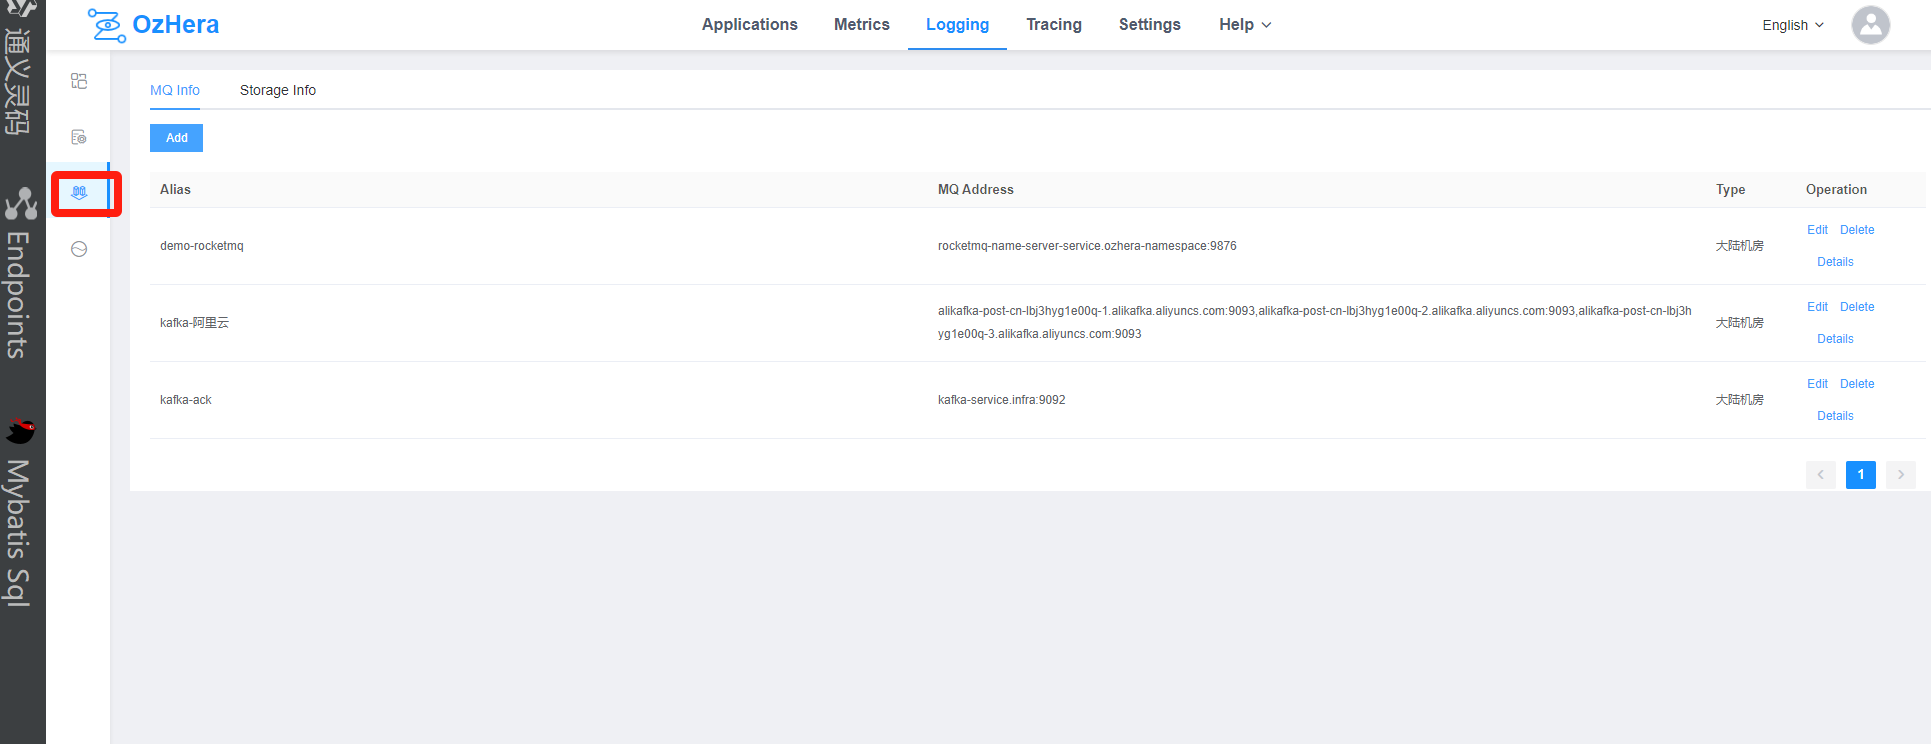 通义灵码
Endpoints
Mybatis Sql
OzHera
Applications
Metrics
Logging
Tracing
Settings
Help
English
MQ Info
Storage Info
Add
Alias
MQ Address
Type
Operation
demo-rocketmq
rocketmq-name-server-service.ozhera-namespace:9876
大陆机房
Edit
Delete
Details
kafka-阿里云
alikafka-post-cn-lbj3hyg1e00q-1.alikafka.aliyuncs.com:9093,alikafka-post-cn-lbj3hyg1e00q-2.alikafka.aliyuncs.com:9093,alikafka-post-cn-lbj3h
yg1e00q-3.alikafka.aliyuncs.com:9093
大陆机房
Edit
Delete
Details
kafka-ack
kafka-service.infra:9092
大陆机房
Edit
Delete
Details
1